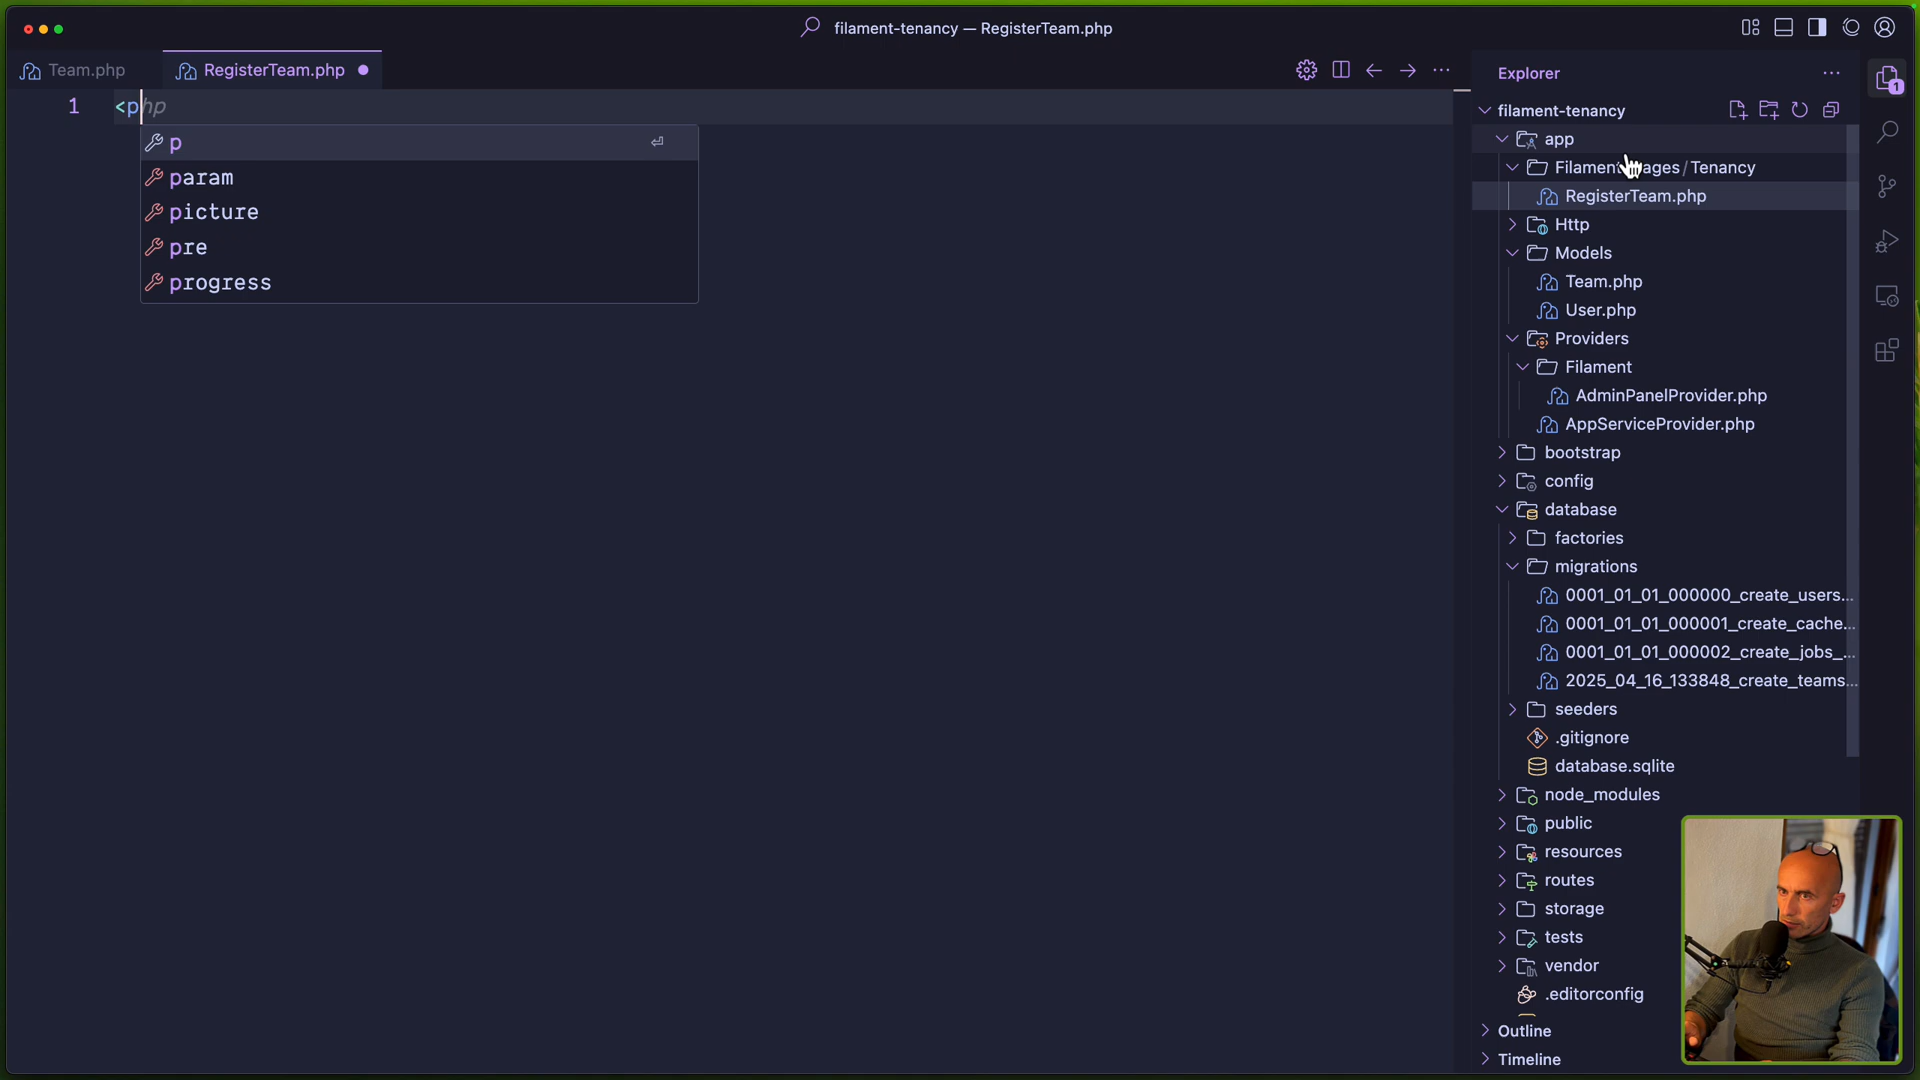 filament-tenancy — RegisterTeam.php
Team.php
RegisterTeam.php
1
<php
p
param
picture
pre
progress
Explorer
filament-tenancy
app
Filament / Pages / Tenancy
RegisterTeam.php
Http
Models
Team.php
User.php
Providers
Filament
AdminPanelProvider.php
AppServiceProvider.php
bootstrap
config
database
factories
migrations
0001_01_01_000000_create_users...
0001_01_01_000001_create_cache...
0001_01_01_000002_create_jobs_...
2025_04_16_133848_create_teams...
seeders
.gitignore
database.sqlite
node_modules
public
resources
routes
storage
tests
vendor
.editorconfig
Outline
Timeline
1